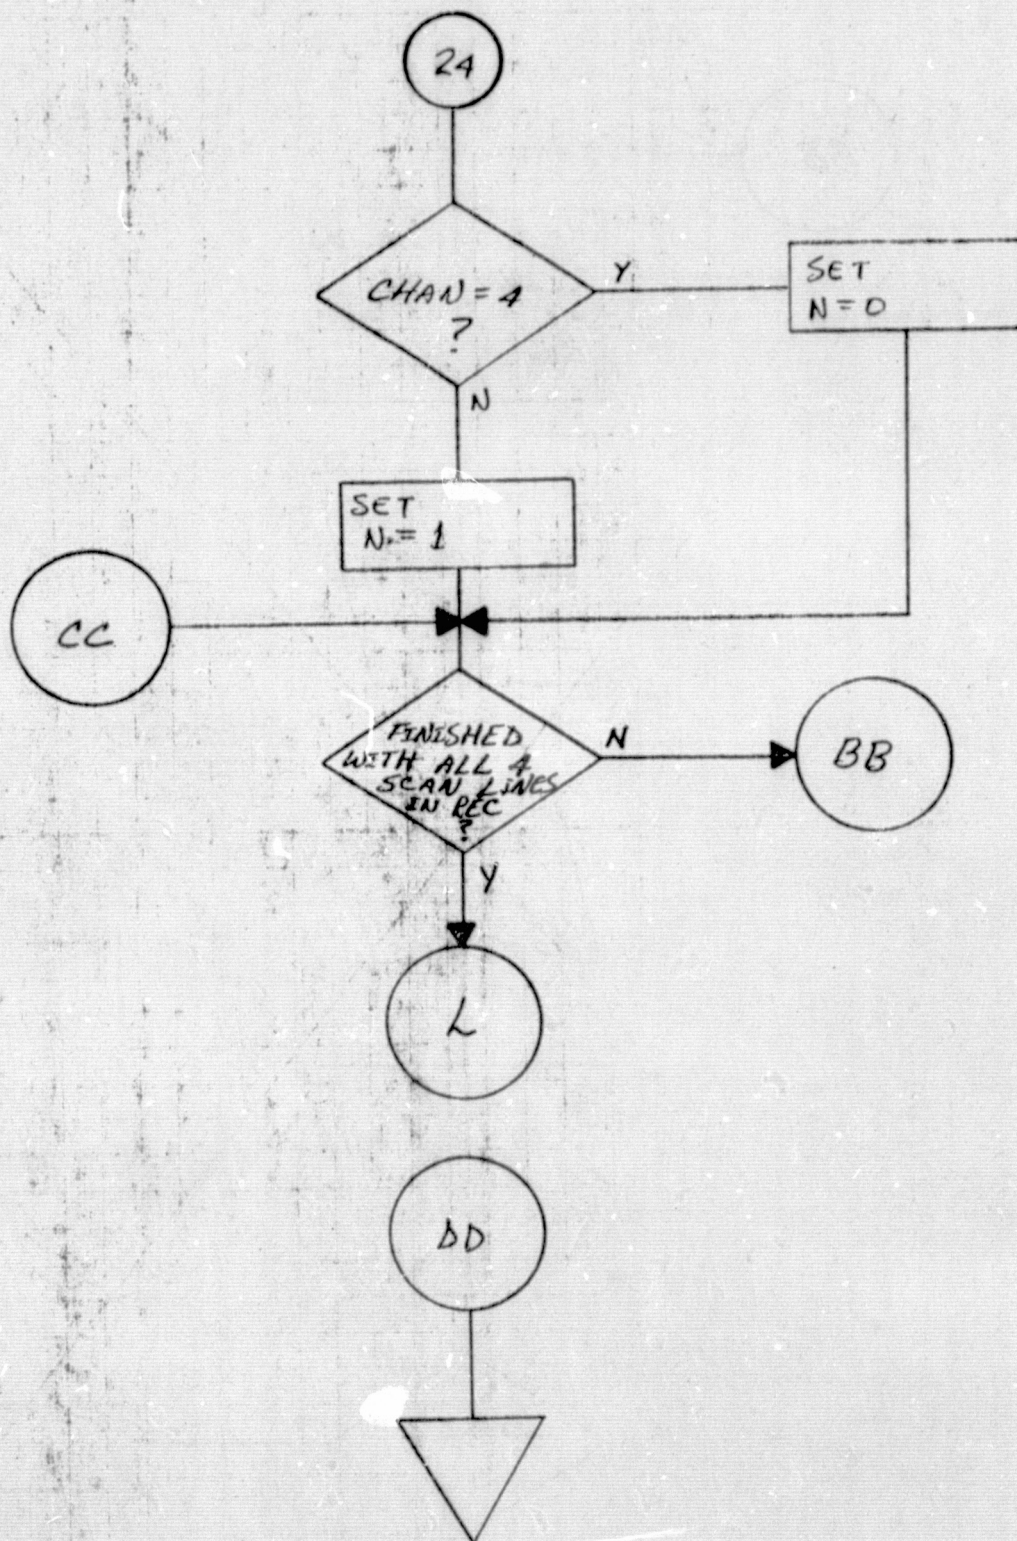 24
CHAN = 4
?
Y
SET
N = 0
N
SET
N = 1
CC
FINISHED
WITH ALL 4
SCAN LINES
IN REC
?
N
BB
Y
L
DD